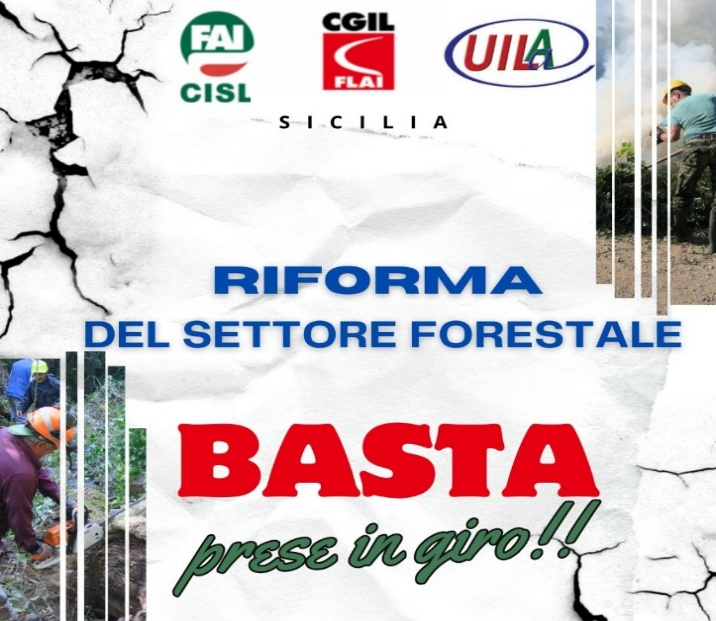 FAI
CISL
CGIL
FLAI
UILA
SICILIA
RIFORMA
DEL SETTORE FORESTALE
BASTA
prese in giro!!